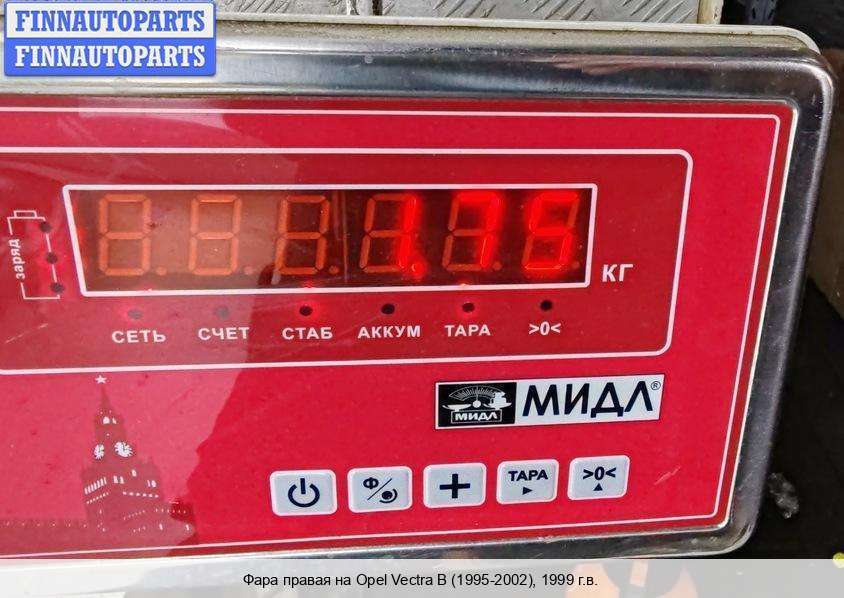 FINNAUTOPARTS
FINNAUTOPARTS
заряд
1.75
КГ
СЕТЬ СЧЕТ СТАБ АККУМ ТАРА >0<
МИДЛ МИДЛ®
Ф ТАРА >0<
Фара правая на Opel Vectra B (1995-2002), 1999 г.в.